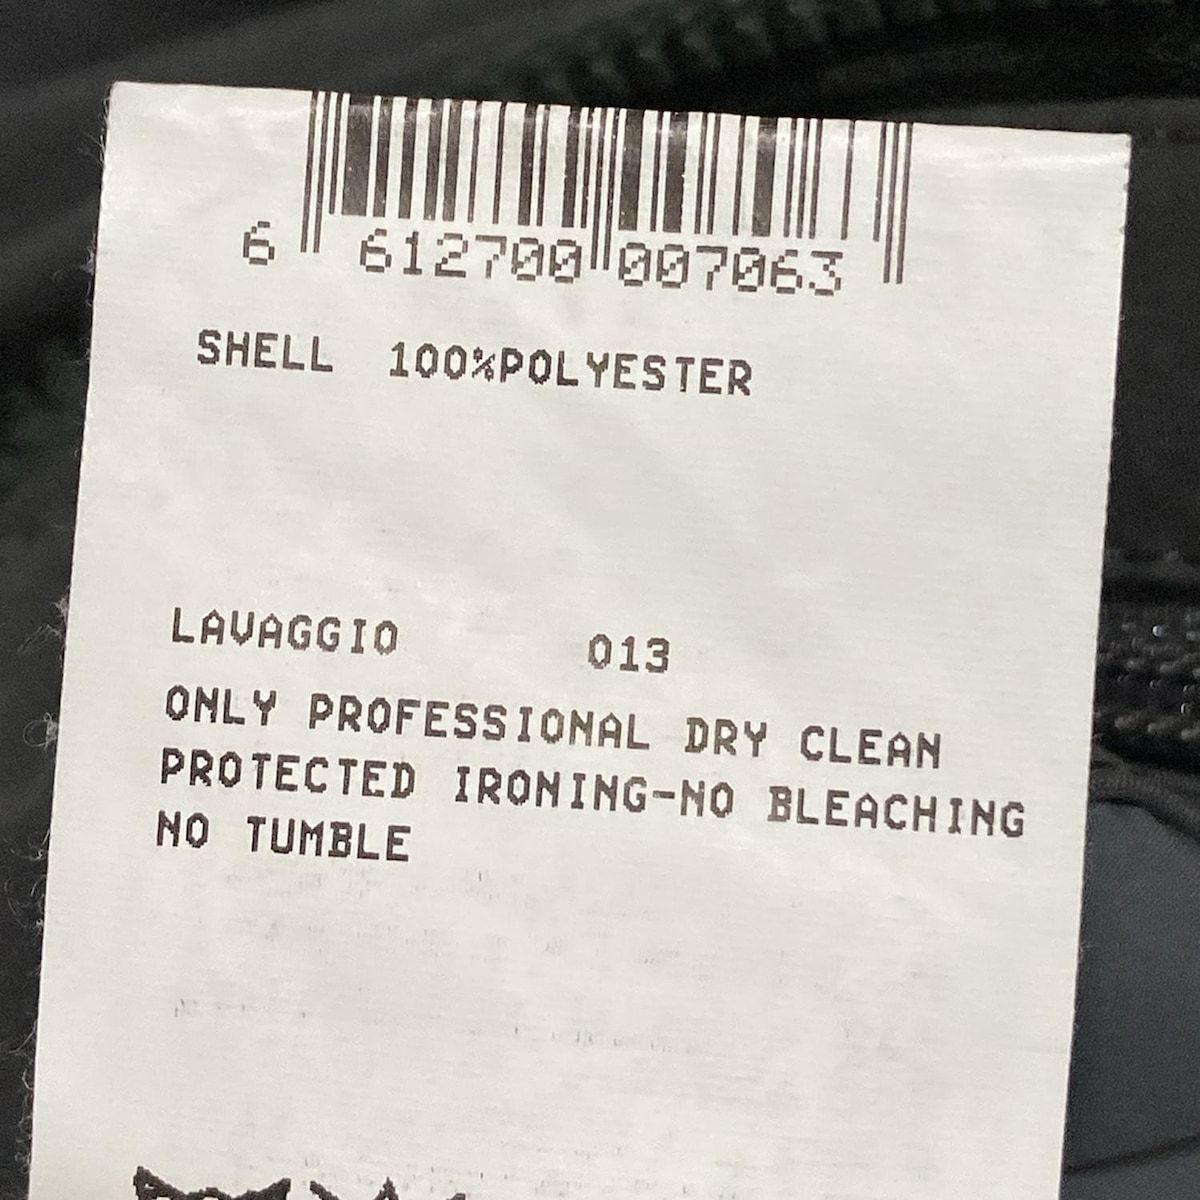 6 612700 007063
SHELL 100%POLYESTER
LAVAGGIO 013
ONLY PROFESSIONAL DRY CLEAN
PROTECTED IRONING-NO BLEACHING
NO TUMBLE